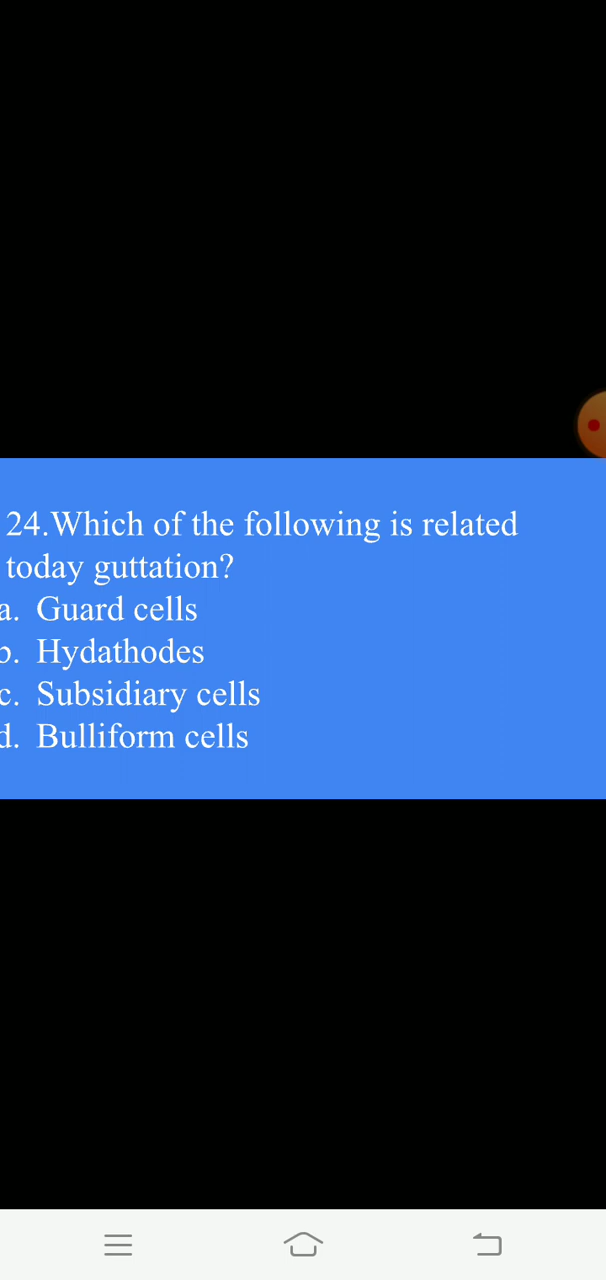 24.Which of the following is related
today guttation?
a. Guard cells
b. Hydathodes
c. Subsidiary cells
d. Bulliform cells